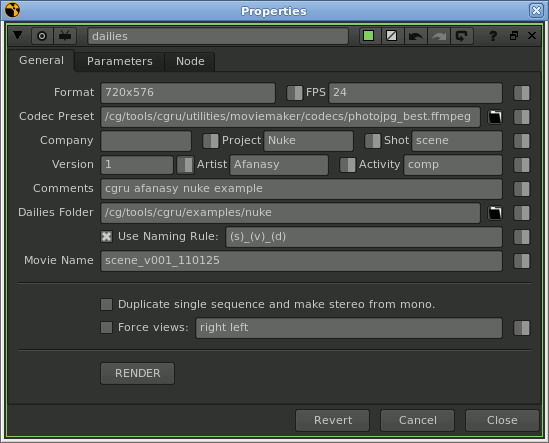 Properties
dailies
General Parameters Node
Format 720x576 FPS 24
Codec Preset /cg/tools/cgru/utilities/moviemaker/codecs/photojpg_best.ffmpeg
Company Project Nuke Shot scene
Version 1 Artist Afanasy Activity comp
Comments cgru afanasy nuke example
Dailies Folder /cg/tools/cgru/examples/nuke
Use Naming Rule: (s)_(v)_(d)
Movie Name scene_v001_110125
Duplicate single sequence and make stereo from mono.
Force views: right left
RENDER
Revert Cancel Close